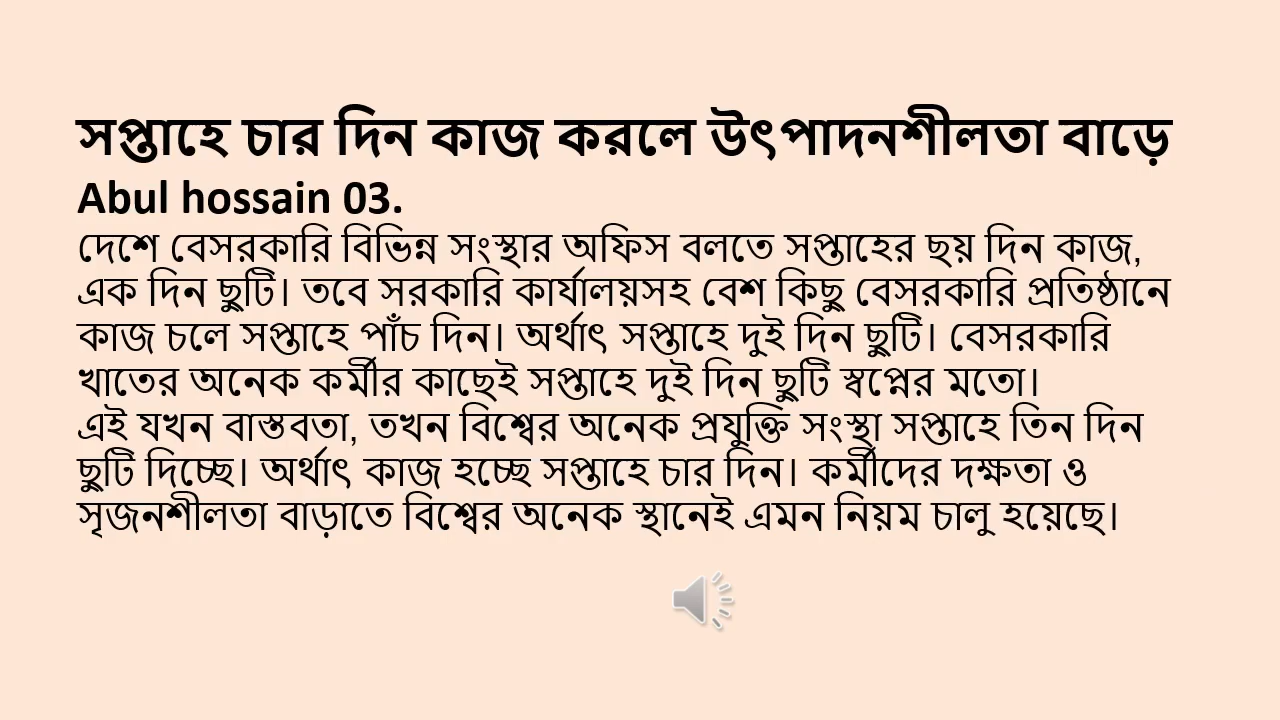 সপ্তাহে চার দিন কাজ করলে উৎপাদনশীলতা বাড়ে
Abul hossain 03.
দেশে বেসরকারি বিভিন্ন সংস্থার অফিস বলতে সপ্তাহের ছয় দিন কাজ,
এক দিন ছুটি। তবে সরকারি কার্যালয়সহ বেশ কিছু বেসরকারি প্রতিষ্ঠানে
কাজ চলে সপ্তাহে পাঁচ দিন। অর্থাৎ সপ্তাহে দুই দিন ছুটি। বেসরকারি
খাতের অনেক কর্মীর কাছেই সপ্তাহে দুই দিন ছুটি স্বপ্নের মতো।
এই যখন বাস্তবতা, তখন বিশ্বের অনেক প্রযুক্তি সংস্থা সপ্তাহে তিন দিন
ছুটি দিচ্ছে। অর্থাৎ কাজ হচ্ছে সপ্তাহে চার দিন। কর্মীদের দক্ষতা ও
সৃজনশীলতা বাড়াতে বিশ্বের অনেক স্থানেই এমন নিয়ম চালু হয়েছে।